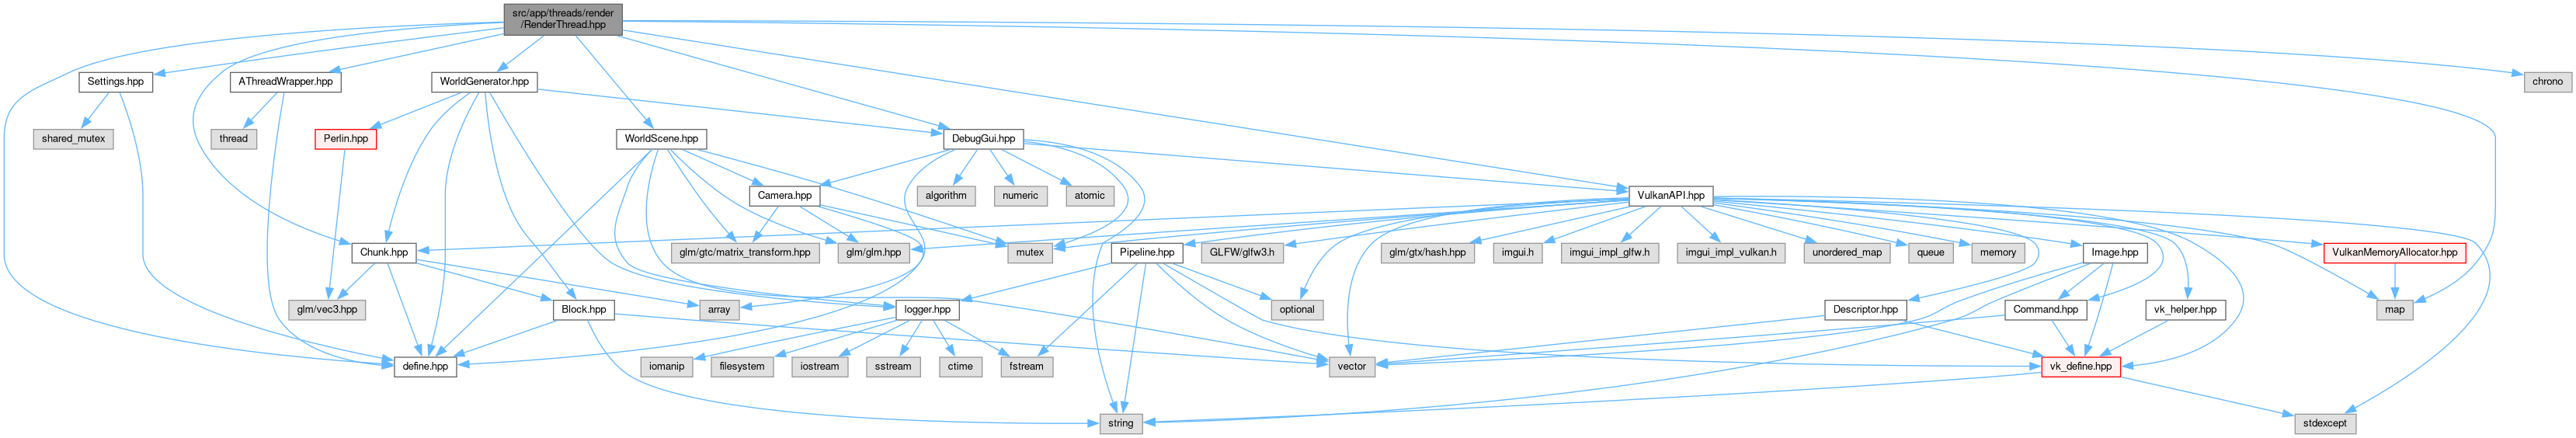 src/app/threads/render
/RenderThread.hpp
Settings.hpp
AThreadWrapper.hpp
WorldGenerator.hpp
chrono
shared_mutex
thread
Perlin.hpp
WorldScene.hpp
DebugGui.hpp
Camera.hpp
algorithm
numeric
atomic
VulkanAPI.hpp
Chunk.hpp
glm/gtc/matrix_transform.hpp
glm/glm.hpp
mutex
Pipeline.hpp
GLFW/glfw3.h
glm/gtx/hash.hpp
imgui.h
imgui_impl_glfw.h
imgui_impl_vulkan.h
unordered_map
queue
memory
Image.hpp
VulkanMemoryAllocator.hpp
glm/vec3.hpp
Block.hpp
array
logger.hpp
optional
Descriptor.hpp
Command.hpp
vk_helper.hpp
map
define.hpp
iomanip
filesystem
iostream
sstream
ctime
fstream
vector
vk_define.hpp
string
stdexcept